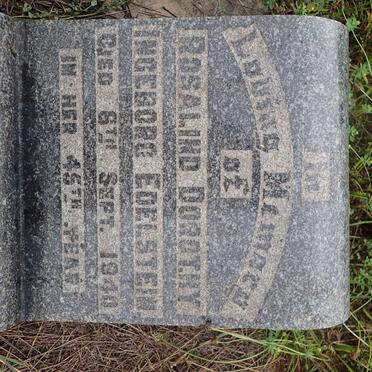 IN
Loving Memory
OF
ROSALIND DOROTHY
INGEBORG EDELSTEN
DIED 6TH SEPT. 1940
IN HER 45TH YEAR